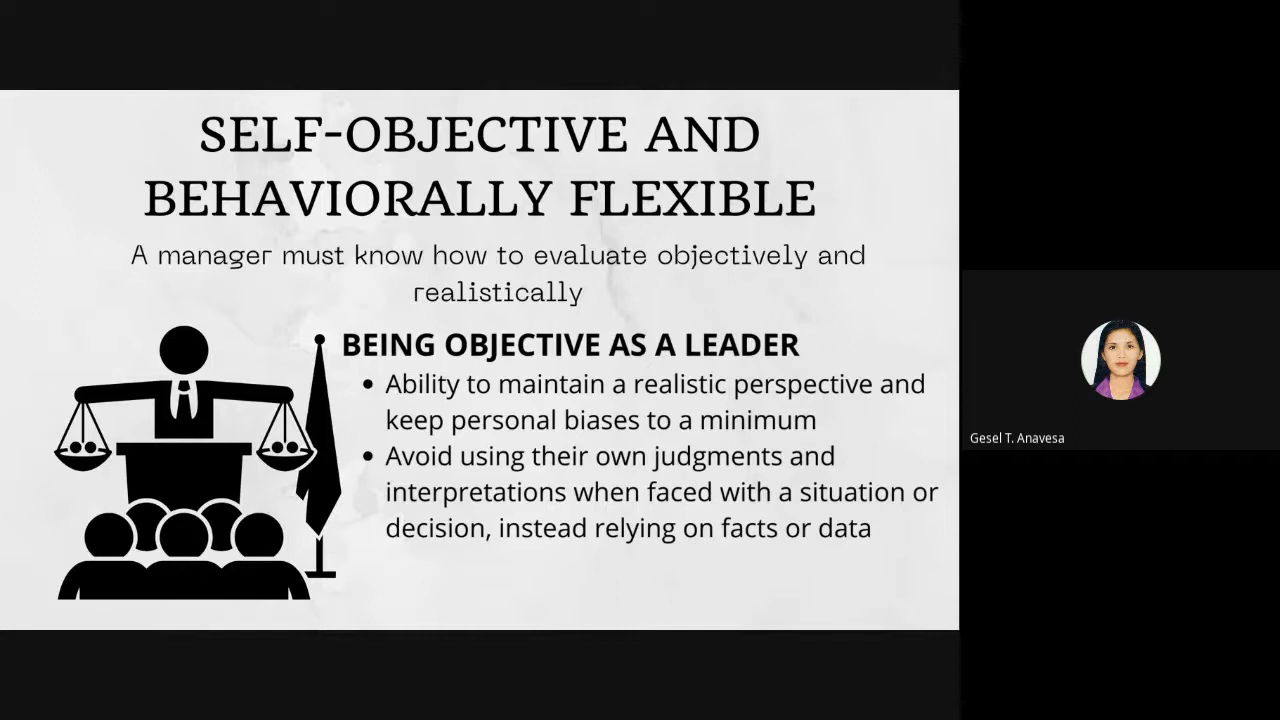 SELF-OBJECTIVE AND
BEHAVIORALLY FLEXIBLE
A manager must know how to evaluate objectively and
realistically
BEING OBJECTIVE AS A LEADER
• Ability to maintain a realistic perspective and
keep personal biases to a minimum
• Avoid using their own judgments and
interpretations when faced with a situation or
decision, instead relying on facts or data
Gesel T. Anavesa